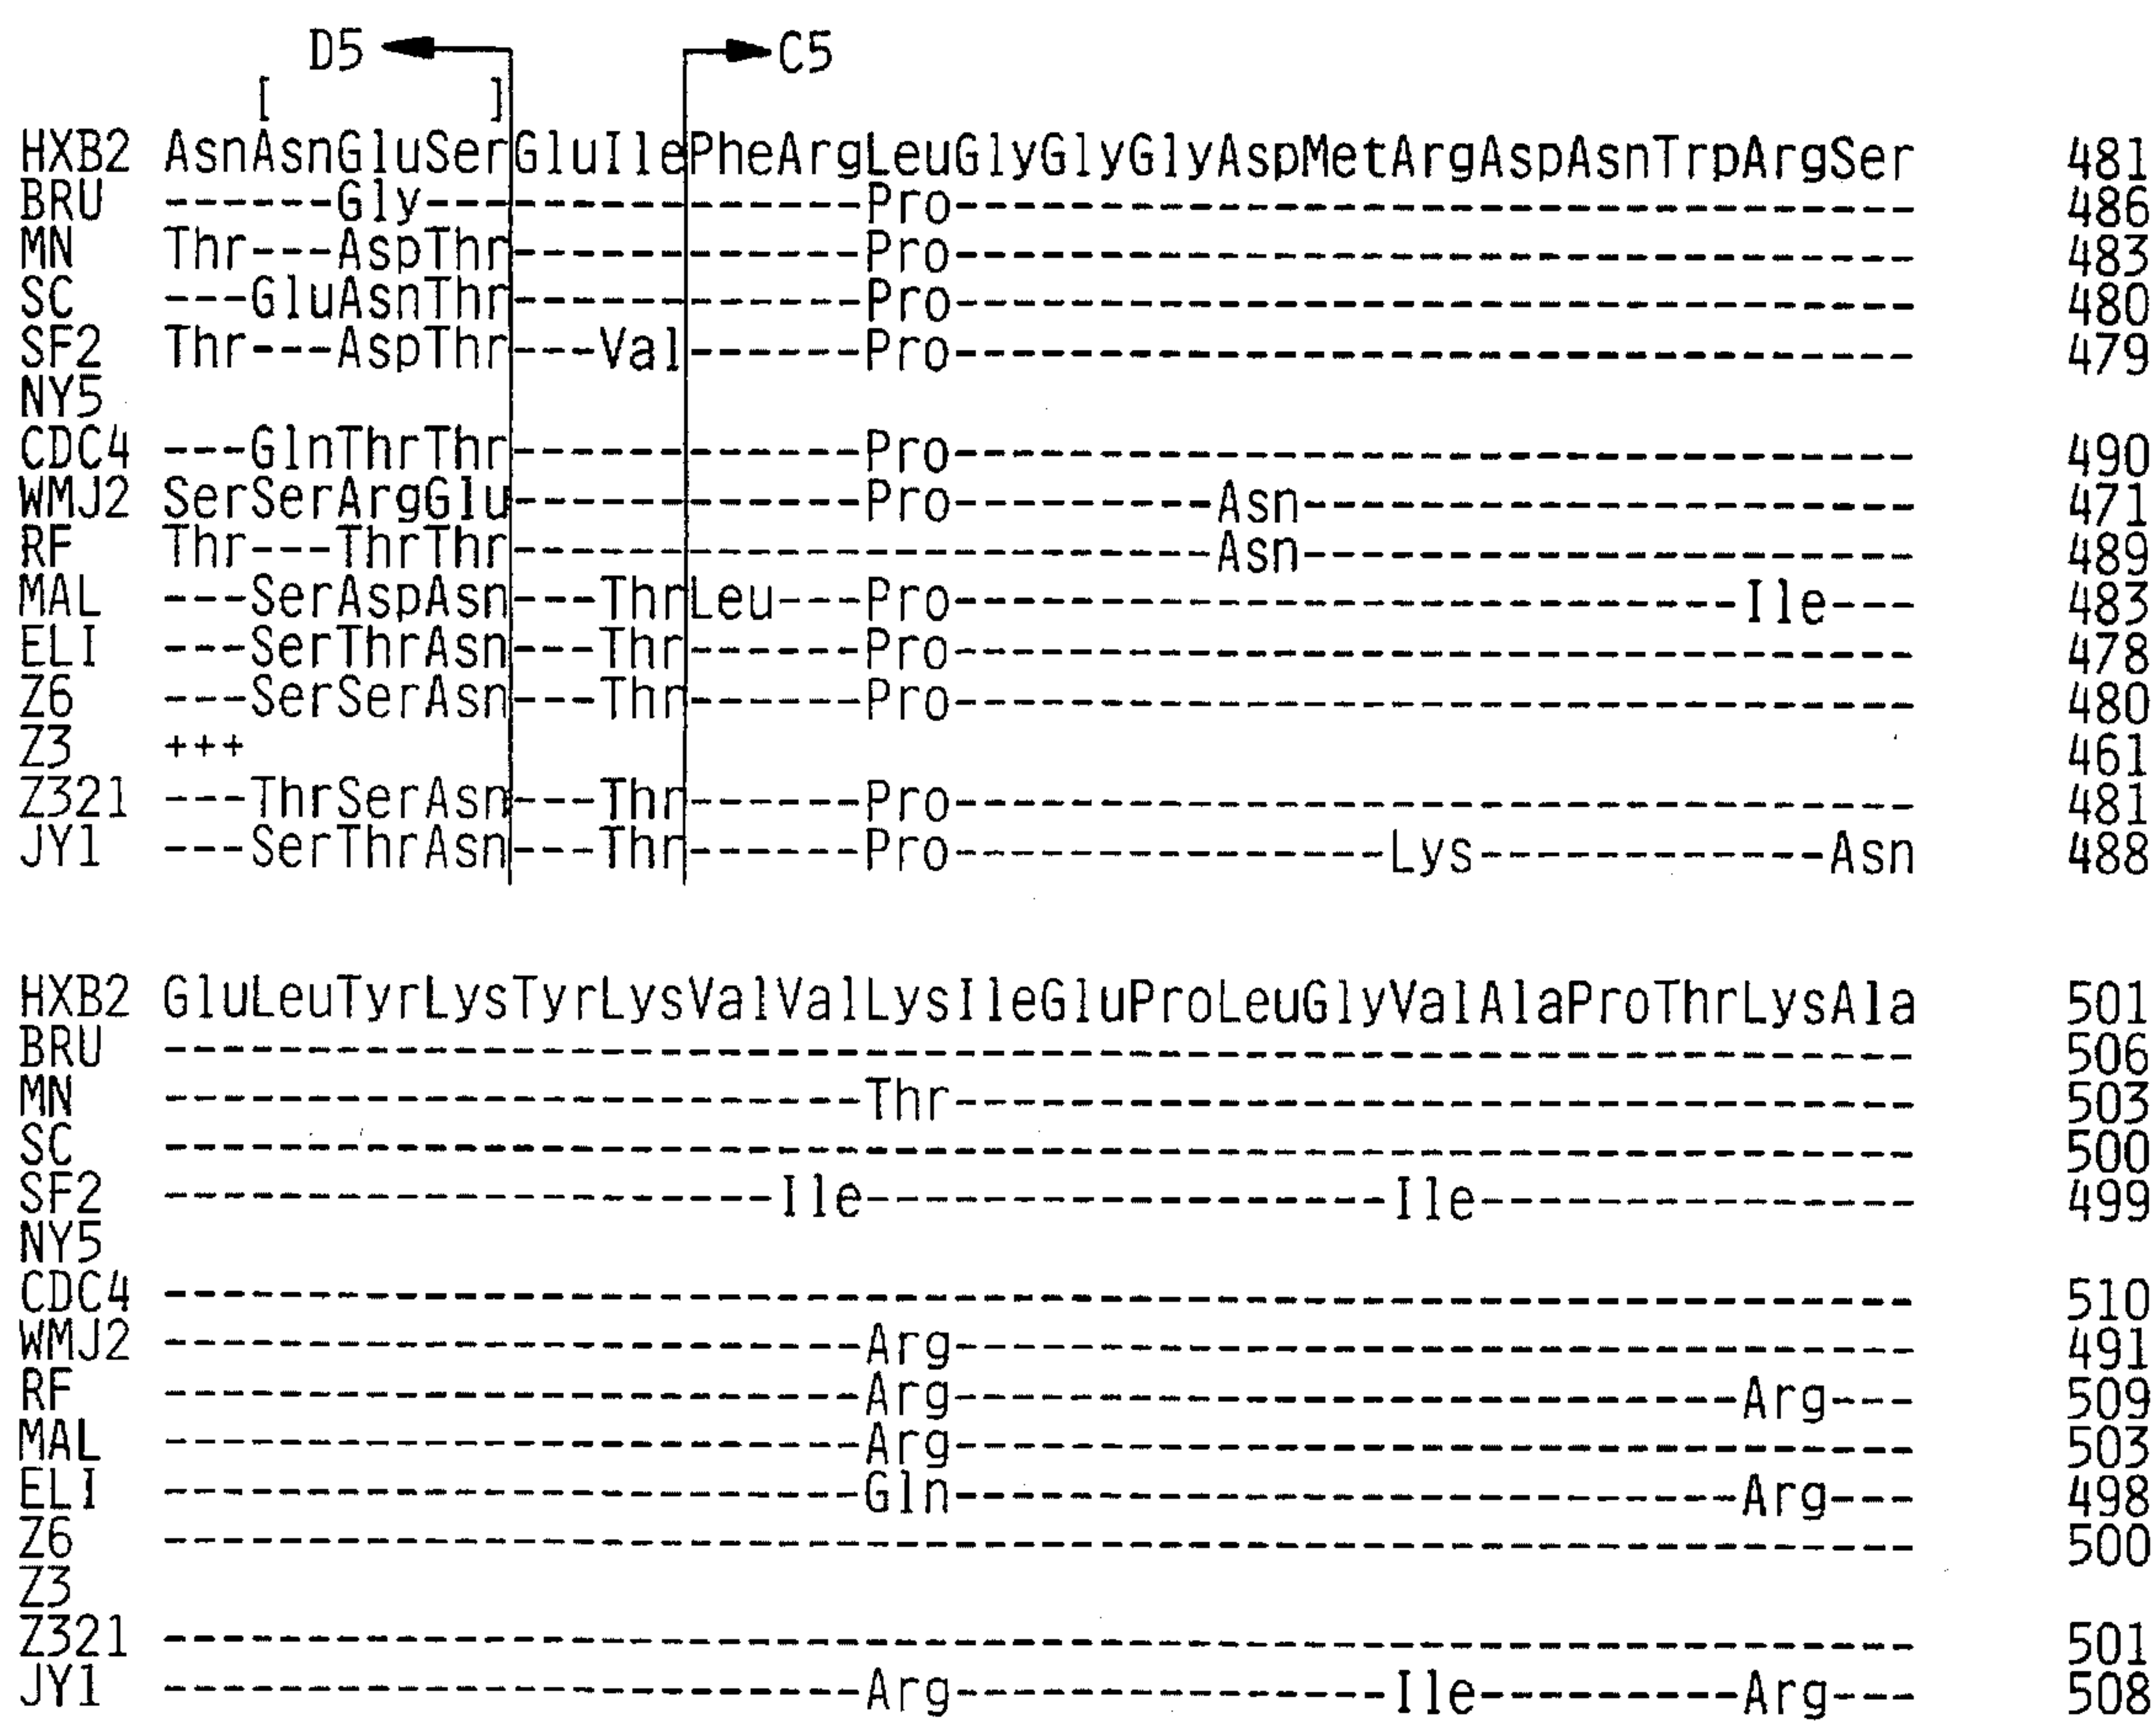 D5 C5
[ ]
HXB2 AsnAsnGluSerGluIlePheArgLeuGlyGlyGlyAspMetArgAspAsnTrpArgSer 481
BRU ------Gly------------------Pro--------------------------------- 486
MN Thr---AspThr------------Pro--------------------------------- 483
SC ---GluAsnThr------------Pro--------------------------------- 480
SF2 Thr---AspThr---Val------Pro--------------------------------- 479
NY5
CDC4 ---GlnThrThr------------Pro--------------------------------- 490
WMJ2 SerSerArgGlu------------Pro---------Asn--------------------- 471
RF Thr---ThrThr------------------------Asn--------------------- 489
MAL ---SerAspAsn---ThrLeu---Pro---------------------------Ile--- 483
ELI ---SerThrAsn---Thr------Pro--------------------------------- 478
Z6 ---SerSerAsn---Thr------Pro--------------------------------- 480
Z3 +++ 461
Z321 ---ThrSerAsn---Thr------Pro--------------------------------- 481
JY1 ---SerThrAsn---Thr------Pro---------------Lys------------Asn 488
HXB2 GluLeuTyrLysTyrLysValValLysIleGluProLeuGlyValAlaProThrLysAla 501
BRU ------------------------------------------------------------ 506
MN ------------------------Thr--------------------------------- 503
SC ------------------------------------------------------------ 500
SF2 ---------------------Ile------------------Ile--------------- 499
NY5
CDC4 ------------------------------------------------------------ 510
WMJ2 ------------------------Arg--------------------------------- 491
RF ------------------------Arg---------------------------Arg--- 509
MAL ------------------------Arg--------------------------------- 503
ELI ------------------------Gln---------------------------Arg--- 498
Z6 ------------------------------------------------------------ 500
Z3
Z321 ------------------------------------------------------------ 501
JY1 ------------------------Arg---------------Ile---------Arg--- 508